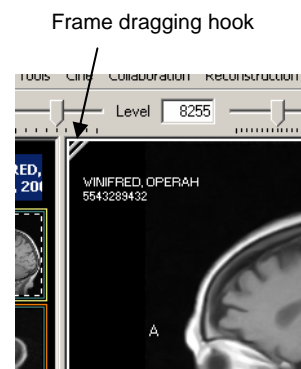 Frame dragging hook
Tools Cine Collaboration Reconstruction
Level 8255
RED,
, 200
WINIFRED, OPERAH
5543289432
A